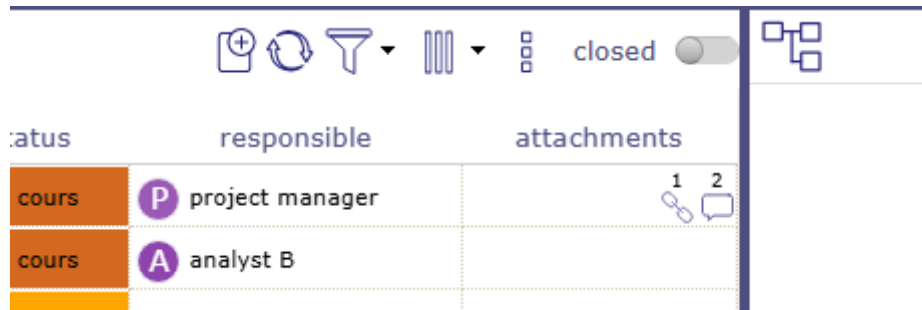 closed
tatus responsible attachments
1 2
cours P project manager
cours A analyst B